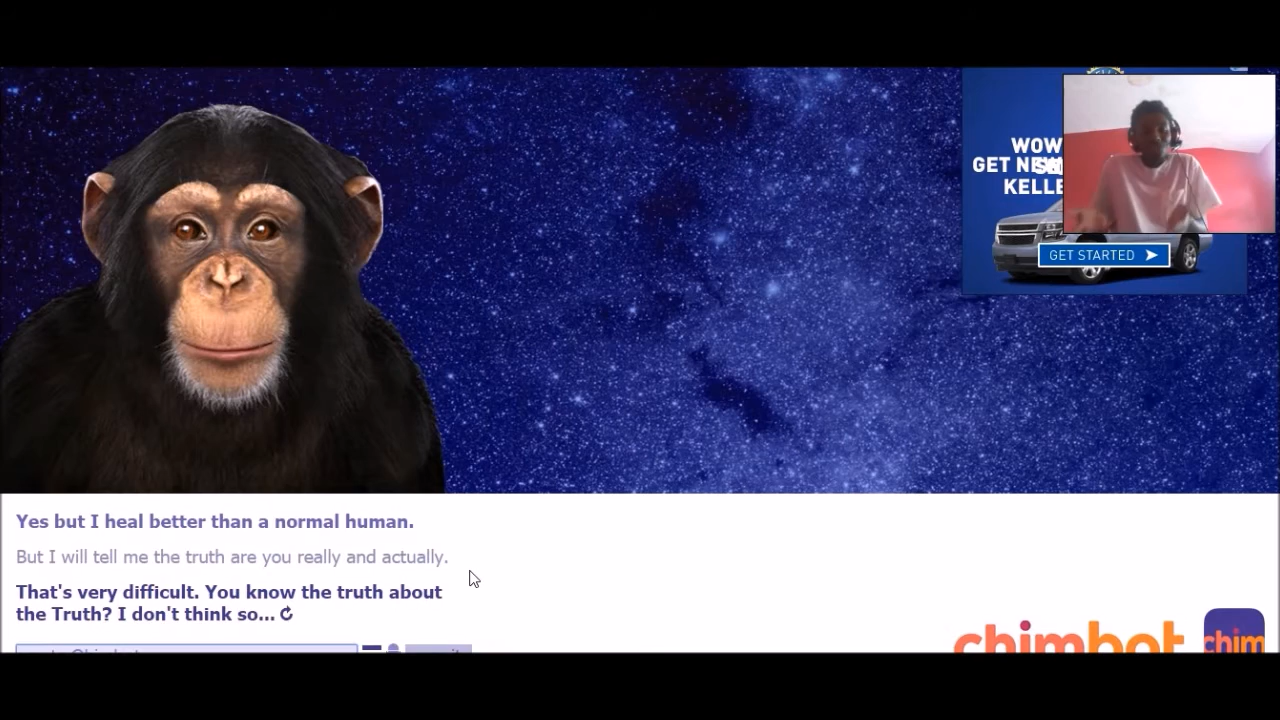 WOW
GET NEW
KELLE
GET STARTED
Yes but I heal better than a normal human.
But I will tell me the truth are you really and actually.
That's very difficult. You know the truth about
the Truth? I don't think so...
chimbot
chim